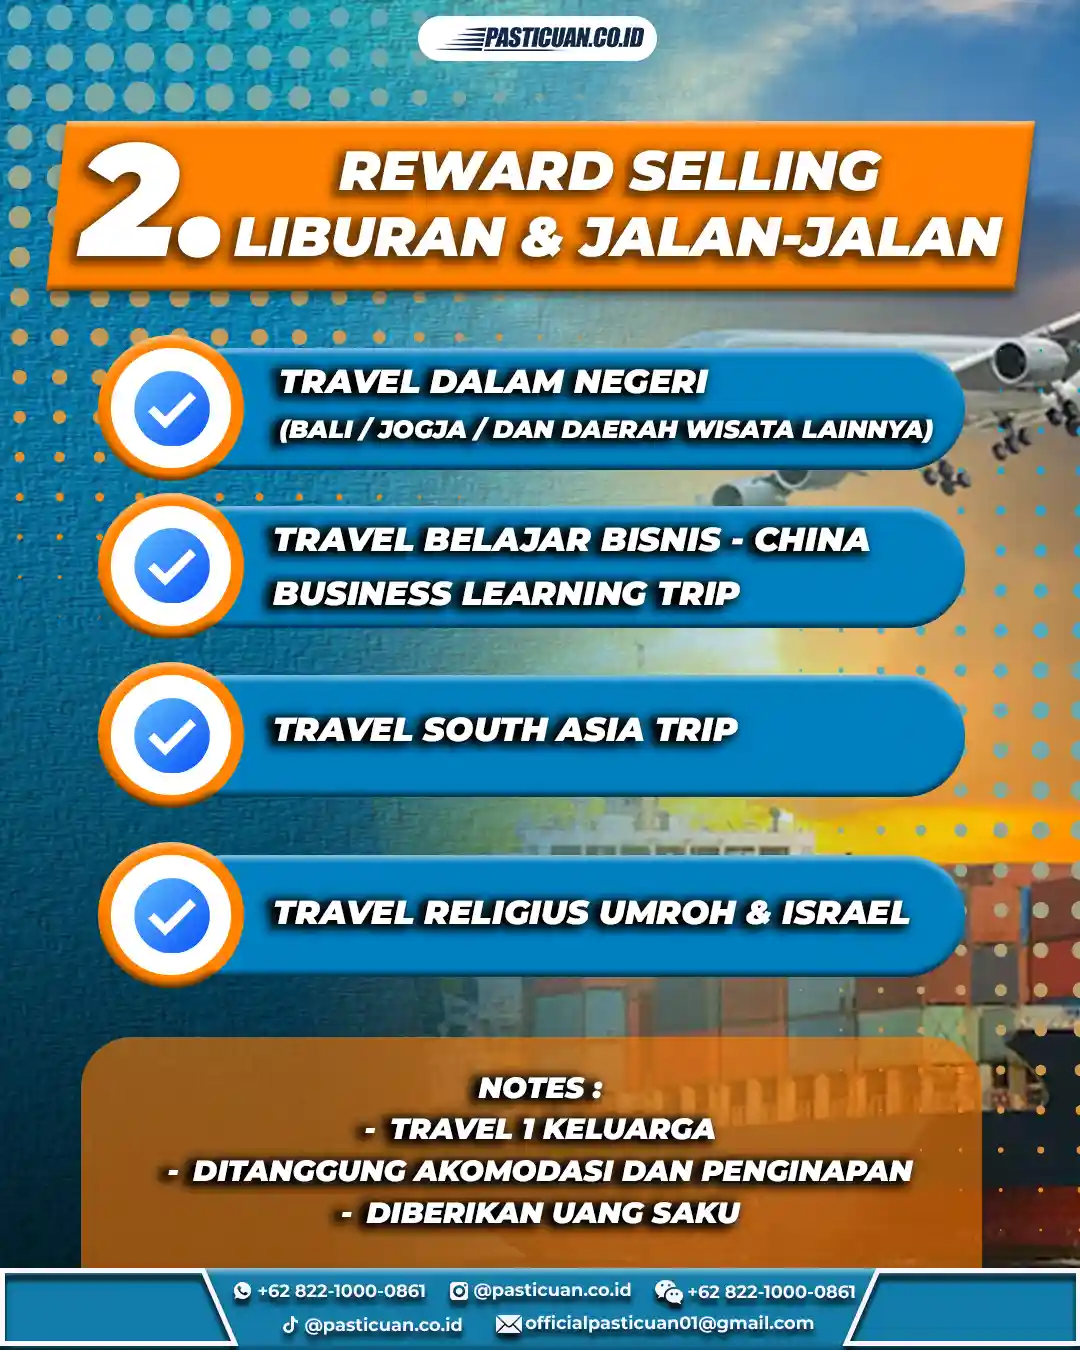 PASTICUAN.CO.ID
2. REWARD SELLING
LIBURAN & JALAN-JALAN
TRAVEL DALAM NEGERI
(BALI / JOGJA / DAN DAERAH WISATA LAINNYA)
TRAVEL BELAJAR BISNIS - CHINA
BUSINESS LEARNING TRIP
TRAVEL SOUTH ASIA TRIP
TRAVEL RELIGIUS UMROH & ISRAEL
NOTES :
- TRAVEL 1 KELUARGA
- DITANGGUNG AKOMODASI DAN PENGINAPAN
- DIBERIKAN UANG SAKU
+62 822-1000-0861 @pasticuan.co.id +62 822-1000-0861
@pasticuan.co.id officialpasticuan01@gmail.com